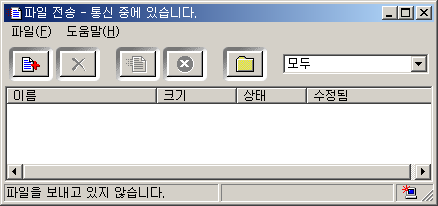 파일 전송 - 통신 중에 있습니다.
파일(F) 도움말(H)
모두
이름 크기 상태 수정됨
파일을 보내고 있지 않습니다.